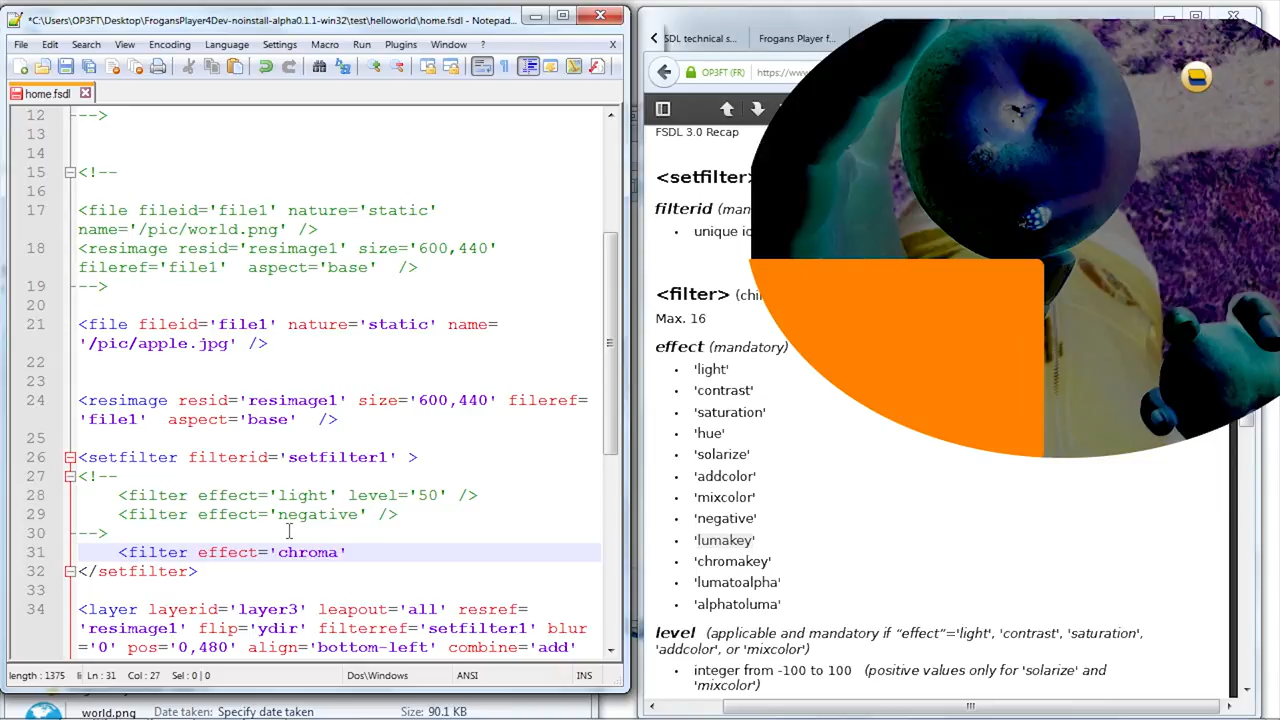 *C:\Users\OP3FT\Desktop\FrogansPlayer4Dev-noinstall-alpha0.1.1-win32\test\helloworld\home.fsdl - Notepad...
File Edit Search View Encoding Language Settings Macro Run Plugins Window ? X
home.fsdl
12 -->
13
14
15 <!--
16
17 <file fileid='file1' nature='static'
name='/pic/world.png' />
18 <resimage resid='resimage1' size='600,440'
fileref='file1' aspect='base' />
19 -->
20
21 <file fileid='file1' nature='static' name=
'/pic/apple.jpg' />
22
23
24 <resimage resid='resimage1' size='600,440' fileref=
'file1' aspect='base' />
25
26 <setfilter filterid='setfilter1' >
27 <!--
28 <filter effect='light' level='50' />
29 <filter effect='negative' />
30 -->
31 <filter effect='chroma'
32 </setfilter>
33
34 <layer layerid='layer3' leapout='all' resref=
'resimage1' flip='ydir' filterref='setfilter1' blur
='0' pos='0,480' align='bottom-left' combine='add'
length : 1375 li Ln : 31 Col : 27 Sel : 0 | 0 Dos\Windows ANSI INS
world.png Date taken: Specify date taken Size: 90.1 KB
SDL technical s... Frogans Player f...
OP3FT (FR) https://www
FSDL 3.0 Recap
<setfilter>
filterid (man
• unique i
<filter> (chi
Max. 16
effect (mandatory)
• 'light'
• 'contrast'
• 'saturation'
• 'hue'
• 'solarize'
• 'addcolor'
• 'mixcolor'
• 'negative'
• 'lumakey'
• 'chromakey'
• 'lumatoalpha'
• 'alphatoluma'
level (applicable and mandatory if “effect”='light', 'contrast', 'saturation',
'addcolor', or 'mixcolor')
• integer from -100 to 100 (positive values only for 'solarize' and
'mixcolor')